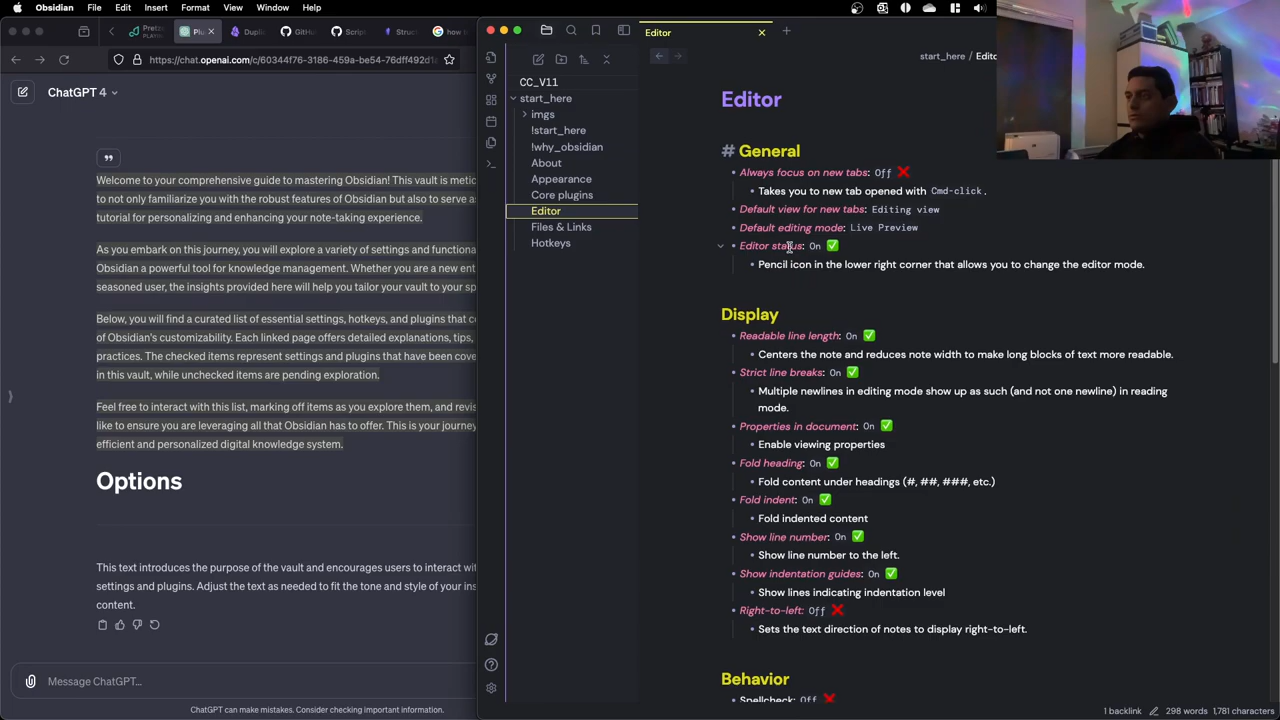 Obsidian File Edit Insert Format View Window Help
Pretz
PLAYIN
Plu
Dupli
GitHu
Scrip
Struc
how to
https://chat.openai.com/c/60344f76-3186-459a-be54-76dff492d1
ChatGPT 4
Welcome to your comprehensive guide to mastering Obsidian! This vault is metic
to not only familiarize you with the robust features of Obsidian but also to serve a
tutorial for personalizing and enhancing your note-taking experience.
As you embark on this journey, you will explore a variety of settings and functiona
Obsidian a powerful tool for knowledge management. Whether you are a new ent
seasoned user, the insights provided here will help you tailor your vault to your sp
Below, you will find a curated list of essential settings, hotkeys, and plugins that c
of Obsidian's customizability. Each linked page offers detailed explanations, tips,
practices. The checked items represent settings and plugins that have been cove
in this vault, while unchecked items are pending exploration.
Feel free to interact with this list, marking off items as you explore them, and revis
like to ensure you are leveraging all that Obsidian has to offer. This is your journey
efficient and personalized digital knowledge system.
Options
This text introduces the purpose of the vault and encourages users to interact wit
settings and plugins. Adjust the text as needed to fit the tone and style of your ins
content.
Message ChatGPT…
ChatGPT can make mistakes. Consider checking important information.
CC_V11
start_here
imgs
!start_here
!why_obsidian
About
Appearance
Core plugins
Editor
Files & Links
Hotkeys
Editor
start_here / Edito
Editor
# General
Always focus on new tabs: Off ❌
Takes you to new tab opened with Cmd-click.
Default view for new tabs: Editing view
Default editing mode: Live Preview
Editor status: On ✅
Pencil icon in the lower right corner that allows you to change the editor mode.
Display
Readable line length: On ✅
Centers the note and reduces note width to make long blocks of text more readable.
Strict line breaks: On ✅
Multiple newlines in editing mode show up as such (and not one newline) in reading
mode.
Properties in document: On ✅
Enable viewing properties
Fold heading: On ✅
Fold content under headings (#, ##, ###, etc.)
Fold indent: On ✅
Fold indented content
Show line number: On ✅
Show line number to the left.
Show indentation guides: On ✅
Show lines indicating indentation level
Right-to-left: Off ❌
Sets the text direction of notes to display right-to-left.
Behavior
Spellcheck: Off ❌
1 backlink 298 words 1,781 characters